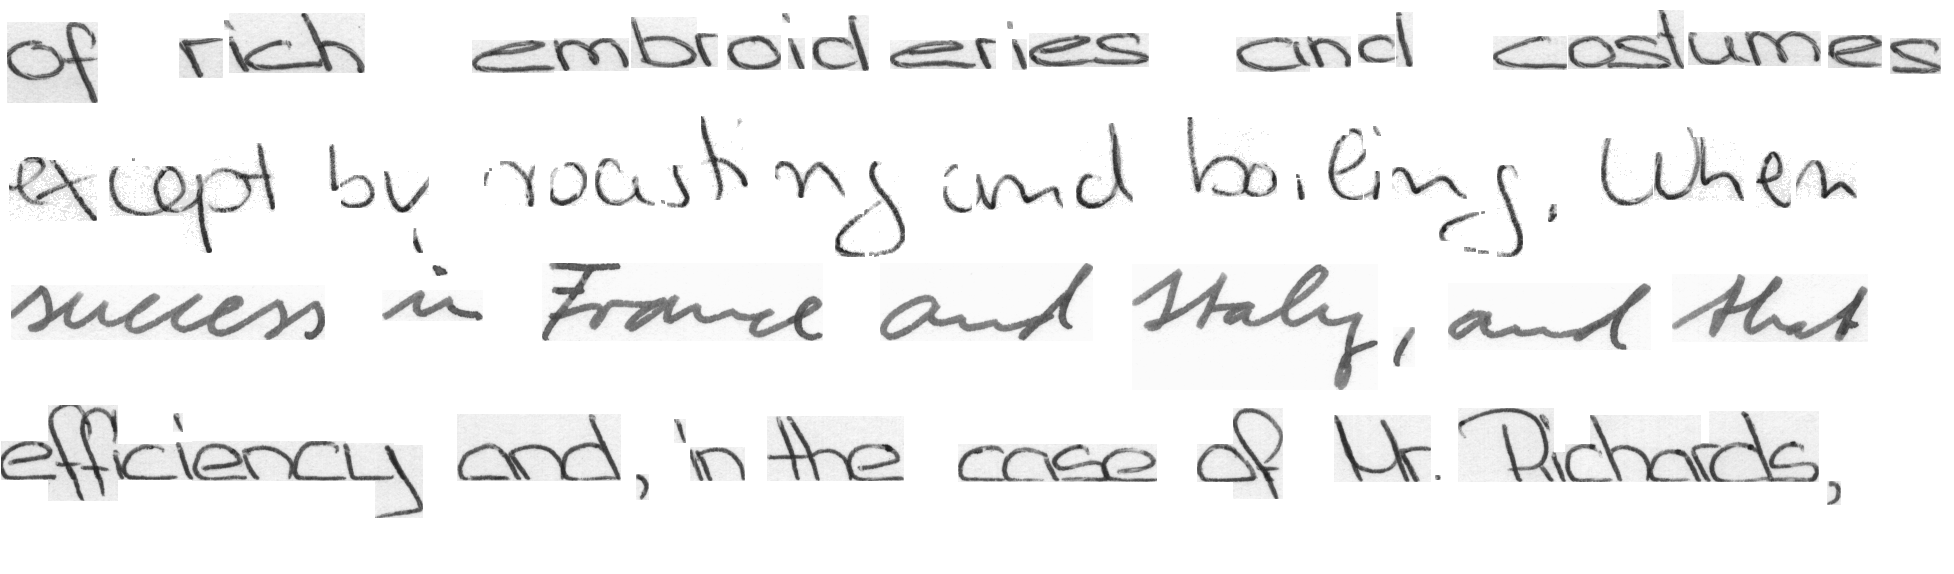 of rich embroideries and costumes
except by roasting and boiling. When
success in France and Italy, and that
efficiency and, in the case of Mr. Richards,